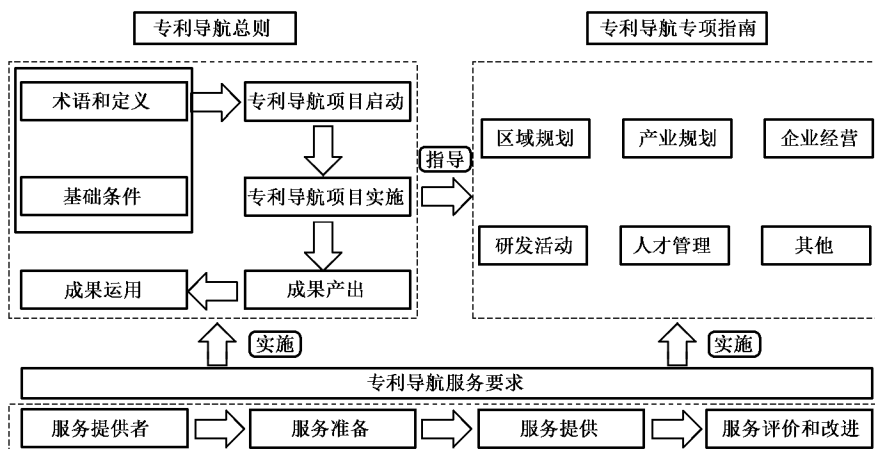 专利导航总则
专利导航专项指南
术语和定义
专利导航项目启动
基础条件
专利导航项目实施
成果运用
成果产出
指导
区域规划
产业规划
企业经营
研发活动
人才管理
其他
实施
实施
专利导航服务要求
服务提供者
服务准备
服务提供
服务评价和改进